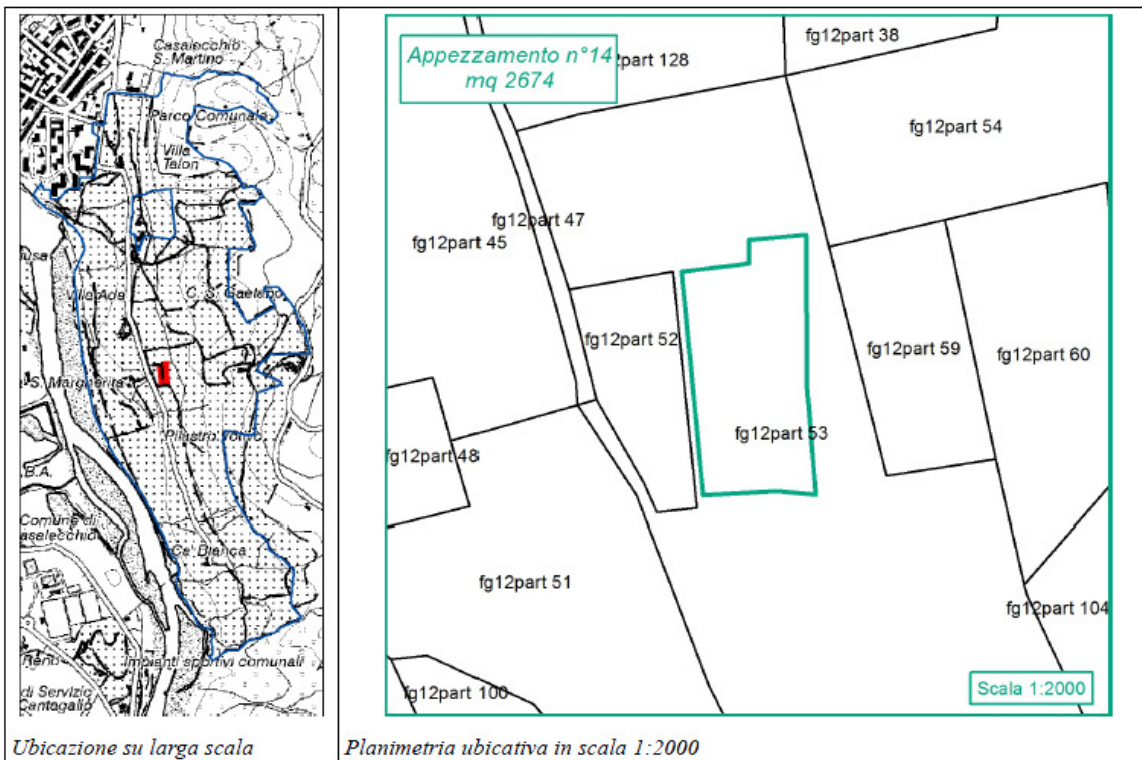 Casalecchio
S. Martino
Parco Comunale
Villa
Talon
Villa Ada
C. S. Gaetano
S. Margherita
Pilastro
B.A.
Comune di
asalecchio
Ca' Bianca
Reno
Impianti sportivi comunali
di Servizio
Cantagallo
Appezzamento n°14
mq 2674
part 128
fg12part 38
fg12part 54
fg12part 47
fg12part 45
fg12part 52
fg12part 59
fg12part 60
fg12part 53
fg12part 48
fg12part 51
fg12part 104
fg12part 100
Scala 1:2000
Ubicazione su larga scala
Planimetria ubicativa in scala 1:2000